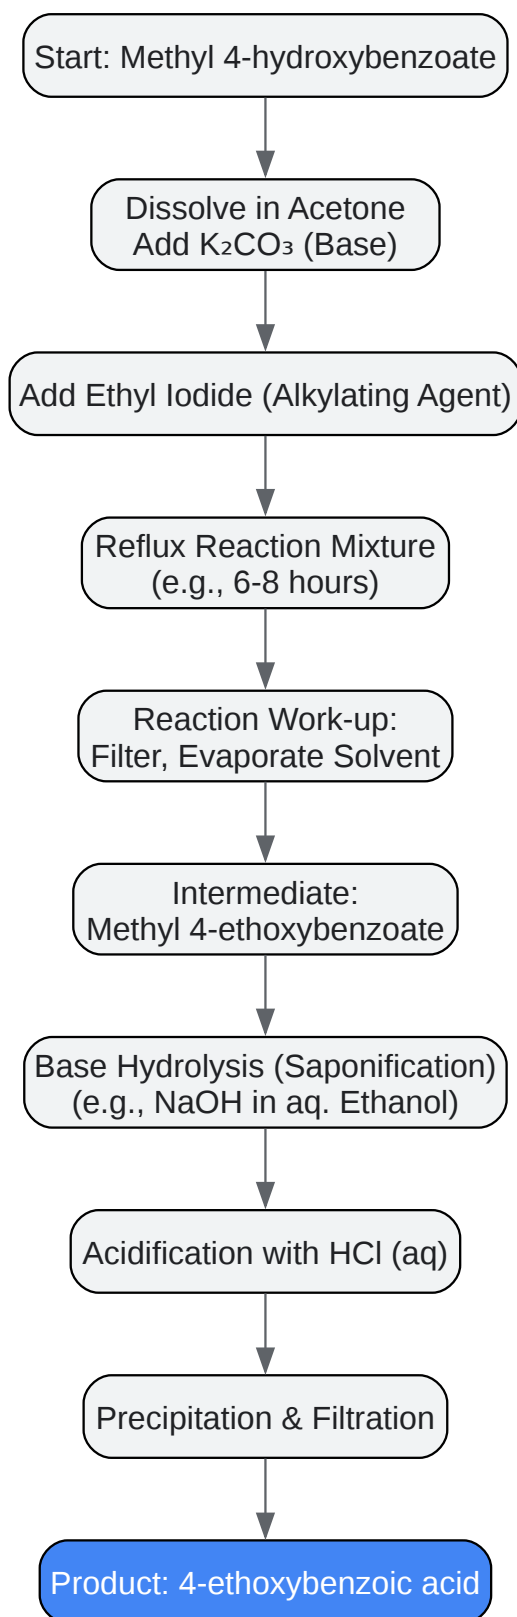 Start: Methyl 4-hydroxybenzoate
Dissolve in Acetone
Add K₂CO₃ (Base)
Add Ethyl Iodide (Alkylating Agent)
Reflux Reaction Mixture
(e.g., 6-8 hours)
Reaction Work-up:
Filter, Evaporate Solvent
Intermediate:
Methyl 4-ethoxybenzoate
Base Hydrolysis (Saponification)
(e.g., NaOH in aq. Ethanol)
Acidification with HCl (aq)
Precipitation & Filtration
Product: 4-ethoxybenzoic acid